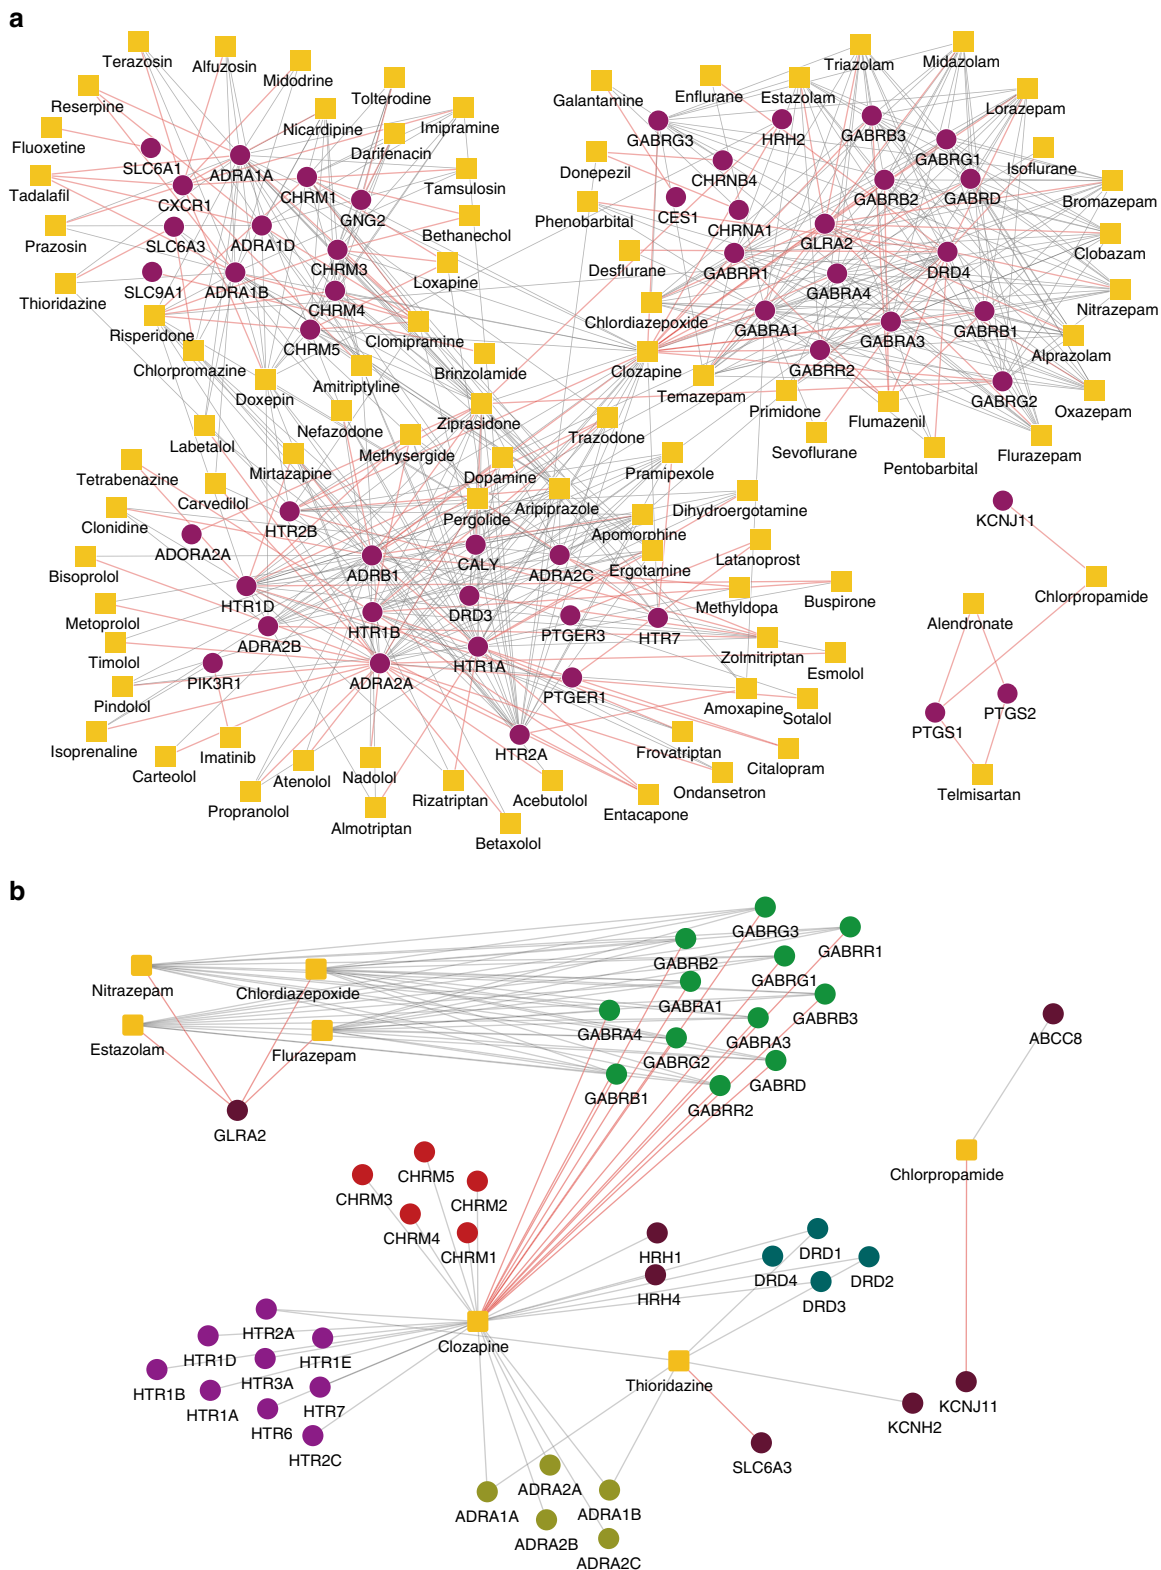 a
Terazosin
Alfuzosin
Midodrine
Reserpine
Tolterodine
Nicardipine
Imipramine
Fluoxetine
SLC6A1
ADRA1A
Darifenacin
Tadalafil
CXCR1
CHRM1
GNG2
Tamsulosin
Prazosin
SLC6A3
ADRA1D
Bethanechol
CHRM3
Thioridazine
SLC9A1
ADRA1B
CHRM4
Loxapine
Risperidone
CHRM5
Clomipramine
Chlorpromazine
Doxepin
Amitriptyline
Brinzolamide
Nefazodone
Ziprasidone
Labetalol
Mirtazapine
Methysergide
Trazodone
Tetrabenazine
Carvedilol
Dopamine
Pramipexole
Clonidine
HTR2B
Pergolide
Aripiprazole
Dihydroergotamine
ADORA2A
Apomorphine
Bisoprolol
ADRB1
CALY
ADRA2C
Ergotamine
Latanoprost
HTR1D
Methyldopa
Buspirone
Metoprolol
ADRA2B
HTR1B
DRD3
PTGER3
HTR7
Timolol
HTR1A
Zolmitriptan
Esmolol
Pindolol
PIK3R1
ADRA2A
PTGER1
Amoxapine
Sotalol
Isoprenaline
Imatinib
HTR2A
Frovatriptan
Carteolol
Atenolol
Nadolol
Citalopram
Propranolol
Rizatriptan
Acebutolol
Ondansetron
Almotriptan
Entacapone
Betaxolol
Triazolam
Midazolam
Galantamine
Enflurane
Estazolam
Lorazepam
GABRG3
HRH2
GABRB3
GABRG1
Isoflurane
Donepezil
CHRNB4
GABRB2
GABRD
Bromazepam
Phenobarbital
CES1
CHRNA1
GLRA2
Clobazam
Desflurane
GABRR1
DRD4
GABRA4
Nitrazepam
Chlordiazepoxide
GABRA1
GABRA3
GABRB1
Alprazolam
Clozapine
GABRR2
Temazepam
Primidone
GABRG2
Oxazepam
Flumazenil
Sevoflurane
Pentobarbital
Flurazepam
KCNJ11
Chlorpropamide
Alendronate
PTGS1
PTGS2
Telmisartan
b
GABRG3
GABRR1
GABRB2
GABRG1
Nitrazepam
Chlordiazepoxide
GABRA1
GABRB3
GABRA4
GABRA3
Estazolam
Flurazepam
GABRG2
GABRD
GABRB1
GABRR2
ABCC8
GLRA2
CHRM5
CHRM3
CHRM2
CHRM4
CHRM1
Chlorpropamide
HRH1
DRD1
DRD4
DRD2
HRH4
DRD3
HTR2A
Clozapine
HTR1D
HTR1E
HTR1B
HTR3A
Thioridazine
HTR1A
HTR7
KCNJ11
HTR6
KCNH2
HTR2C
SLC6A3
ADRA2A
ADRA1A
ADRA1B
ADRA2B
ADRA2C